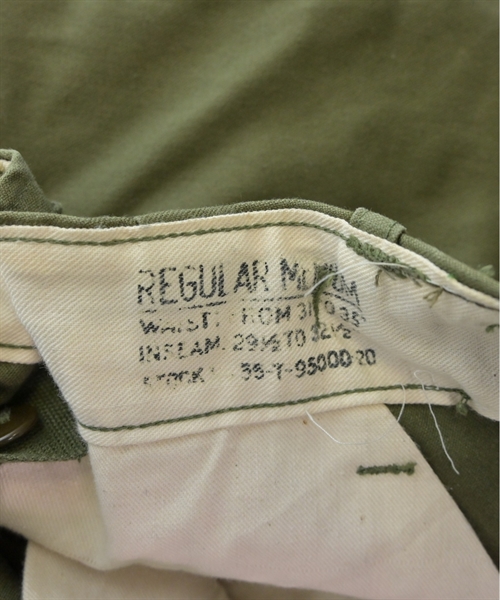 REGULAR MEDIUM
WAIST: FROM 31 TO 35
INSEAM: 29½ TO 32½
STOCK 55-T-95000-20